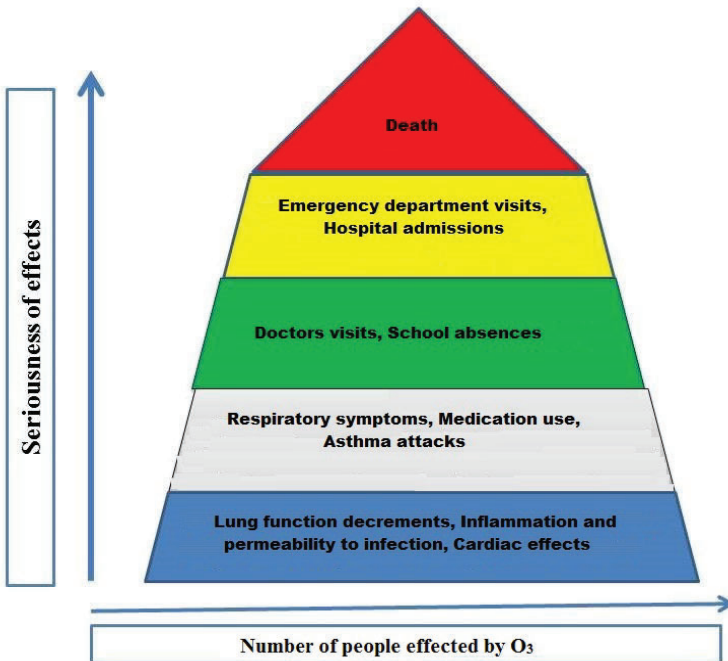 Death
Emergency department visits,
Hospital admissions
Doctors visits, School absences
Respiratory symptoms, Medication use,
Asthma attacks
Lung function decrements, Inflammation and
permeability to infection, Cardiac effects
Seriousness of effects
Number of people effected by O₃